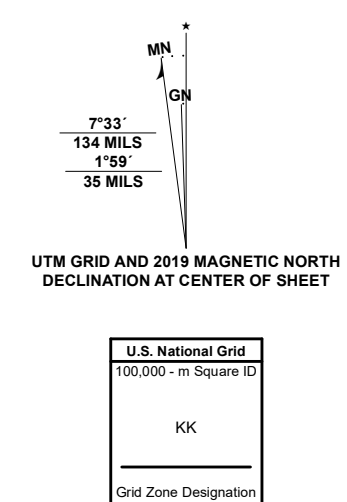 MN
GN
7°33´
134 MILS
1°59´
35 MILS
UTM GRID AND 2019 MAGNETIC NORTH
DECLINATION AT CENTER OF SHEET
U.S. National Grid
100,000 - m Square ID
KK
Grid Zone Designation